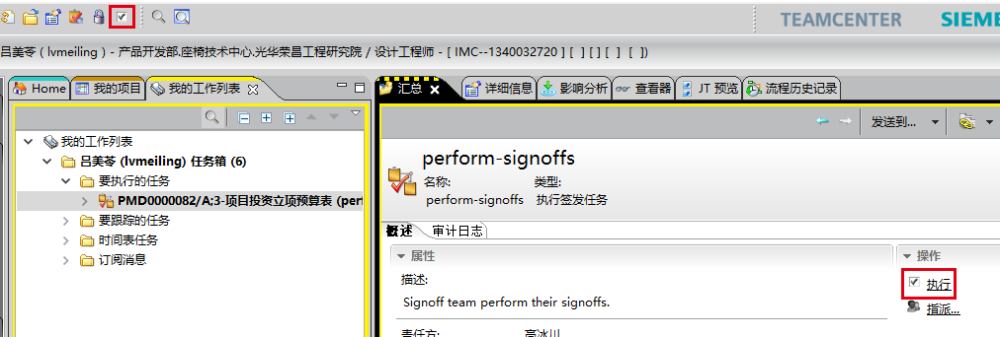 TEAMCENTER SIEME
吕美苓 ( lvmeiling ) - 产品开发部.座椅技术中心.光华荣昌工程研究院 / 设计工程师 - [ IMC--1340032720 ] [ ] [ ] [ ] [ ])
Home 我的项目 我的工作列表
汇总 详细信息 影响分析 查看器 JT 预览 流程历史记录
发送到...
我的工作列表
吕美苓 (lvmeiling) 任务箱 (6)
要执行的任务
PMD0000082/A;3-项目投资立项预算表 (perf
要跟踪的任务
时间表任务
订阅消息
perform-signoffs
名称: 类型:
perform-signoffs 执行签发任务
概述 审计日志
属性
描述:
Signoff team perform their signoffs.
责任方: 高冰川
操作
执行
指派...